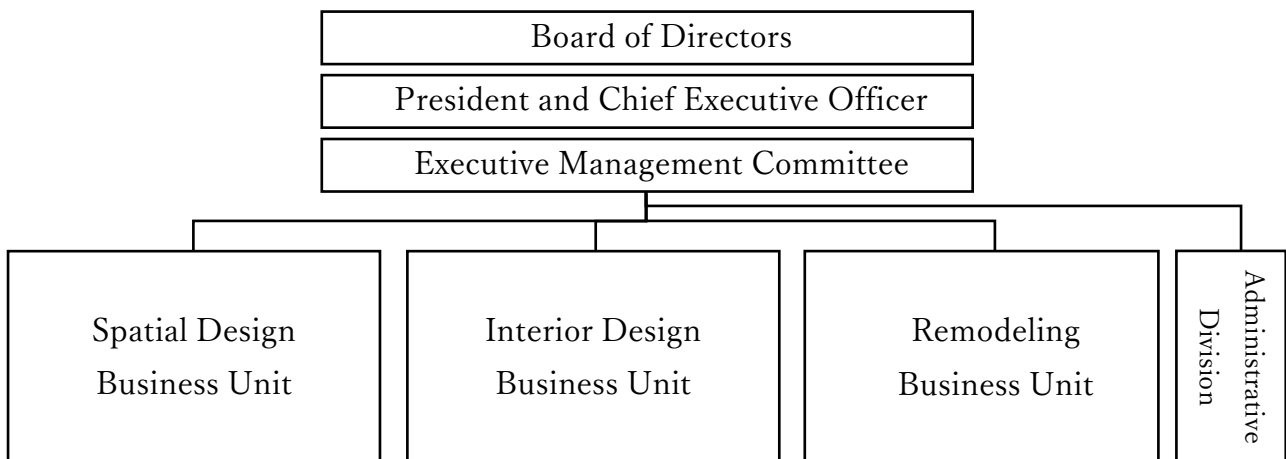 Board of Directors
President and Chief Executive Officer
Executive Management Committee
Spatial Design
Business Unit
Interior Design
Business Unit
Remodeling
Business Unit
Administrative
Division